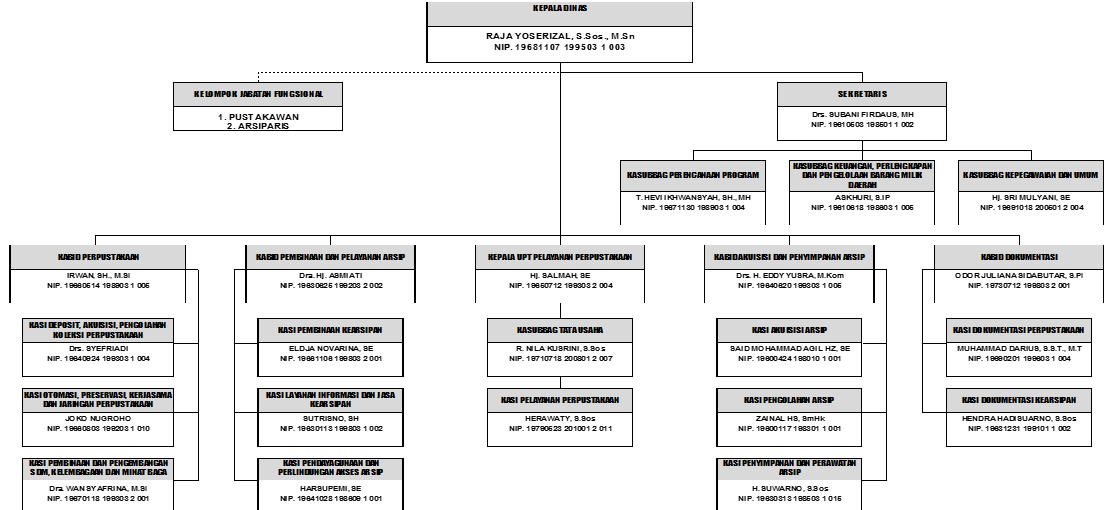 KEPALA DINAS
RAJA YOSERIZAL, S.Sos., M.Sn
NIP. 19681107 199503 1 003
KELOMPOK JABATAN FUNGSIONAL
1. PUSTAKAWAN
2. ARSIPARIS
SEKRETARIS
Drs. SUBANI FIRDAUS, MH
NIP. 19610503 198501 1 002
KASUBBAG PERENCANAAN PROGRAM
T. HEVI IKHWANSYAH, SH., MH
NIP. 19671130 198903 1 004
KASUBBAG KEUANGAN, PERLENGKAPAN
DAN PENGELOLAAN BARANG MILIK
DAERAH
ASKHURI, S.IP
NIP. 19610618 198603 1 005
KASUBBAG KEPEGAWAIAN DAN UMUM
Hj. SRI MULYANI, SE
NIP. 19691018 200501 2 004
KABID PERPUSTAKAAN
IRWAN, SH., M.Si
NIP. 19660514 198903 1 005
KASI DEPOSIT, AKUISISI, PENGOLAHAN
KOLEKSI PERPUSTAKAAN
Drs. SYEFRIADI
NIP. 19640924 199303 1 004
KASI OTOMASI, PRESERVASI, KERJASAMA
DAN JARINGAN PERPUSTAKAAN
JOKO NUGROHO
NIP. 19680803 199203 1 010
KASI PEMBINAAN DAN PENGEMBANGAN
SDM, KELEMBAGAAN DAN MINAT BACA
Dra. WAN SYAFRINA, M.Si
NIP. 19670118 199303 2 001
KABID PEMBINAAN DAN PELAYANAN ARSIP
Dra. Hj. ASMIATI
NIP. 19630625 199203 2 002
KASI PEMBINAAN KEARSIPAN
ELDJA NOVARINA, SE
NIP. 19661106 199803 2 001
KASI LAYANAN INFORMASI DAN JASA
KEARSIPAN
SUTRISNO, SH
NIP. 19630113 199803 1 002
KASI PENDAYAGUNAAN DAN
PERLINDUNGAN AKSES ARSIP
HARSUPEMI, SE
NIP. 19641028 198609 1 001
KEPALA UPT PELAYANAN PERPUSTAKAAN
Hj. SALMAH, SE
NIP. 19650712 199303 2 004
KASUBBAG TATA USAHA
R. NILA KUSRINI, S.Sos
NIP. 19710718 200801 2 007
KASI PELAYANAN PERPUSTAKAAN
HERAWATY, S.Sos
NIP. 19790523 201001 2 011
KABID AKUISISI DAN PENYIMPANAN ARSIP
Drs. H. EDDY YUSRA, M.Kom
NIP. 19640620 199303 1 005
KASI AKUISISI ARSIP
SAID MOHAMMAD AGIL HZ, SE
NIP. 19600424 198010 1 001
KASI PENGOLAHAN ARSIP
ZAINAL HS, SmHk
NIP. 19600117 198301 1 001
KASI PENYIMPANAN DAN PERAWATAN
ARSIP
H. SUWARNO, S.Sos
NIP. 19630313 198503 1 015
KABID DOKUMENTASI
ODOR JULIANA SIDABUTAR, S.PI
NIP. 19730712 199803 2 001
KASI DOKUMENTASI PERPUSTAKAAN
MUHAMMAD DARIUS, S.S.T., M.T
NIP. 19690201 199603 1 004
KASI DOKUMENTASI KEARSIPAN
HENDRA HADISUARNO, S.Sos
NIP. 19631231 199101 1 002